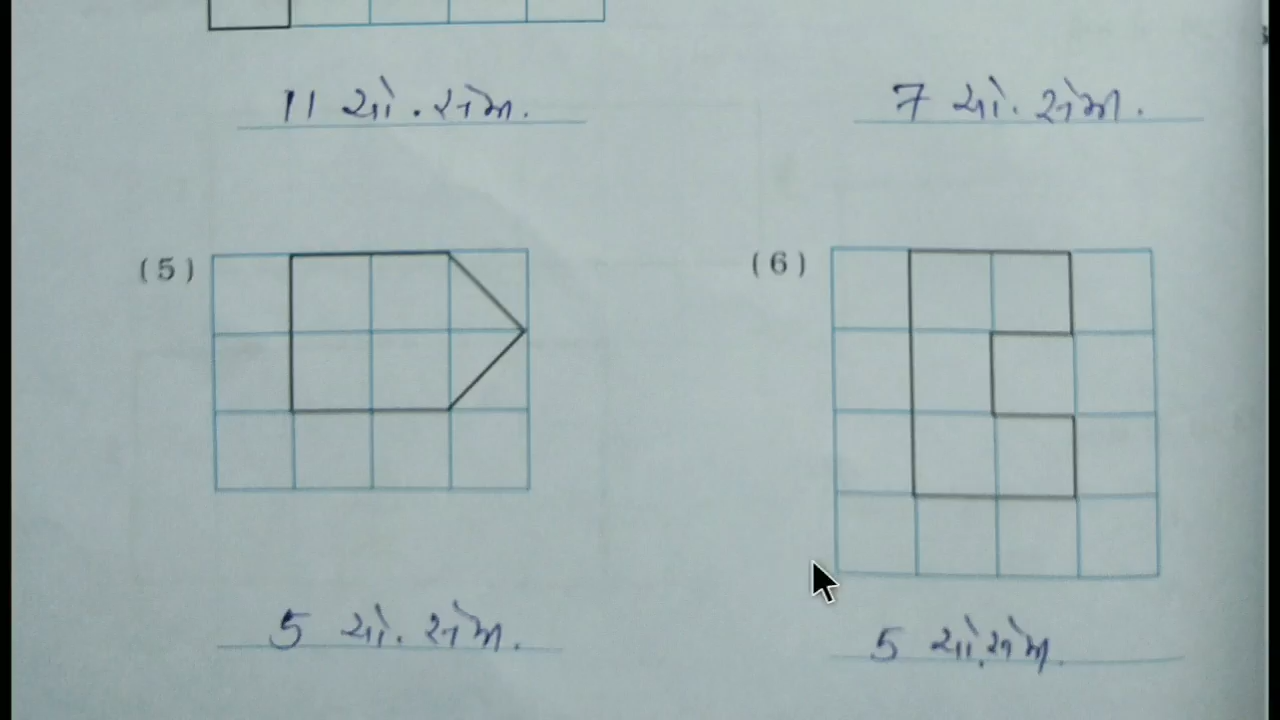 11 ચો. સેમી.
7 ચો. સેમી.
(5)
(6)
5 ચો. સેમી.
5 ચો. સેમી.